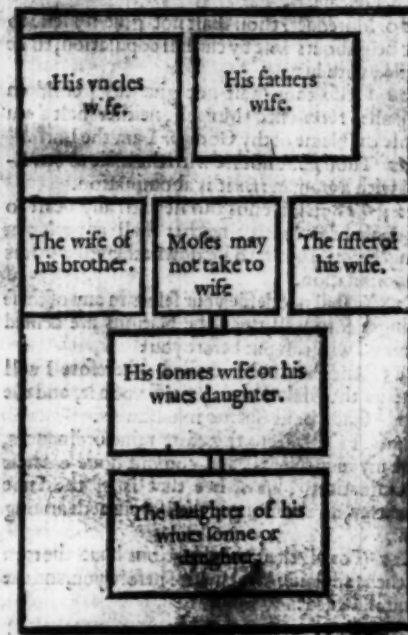 His vncles
wife.
His fathers
wife.
The wife of
his brother.
Moſes may
not take to
wife
The ſiſter of
his wife.
His ſonnes wife or his
wiues daughter.
The daughter of his
wiues ſonne or
daughter.